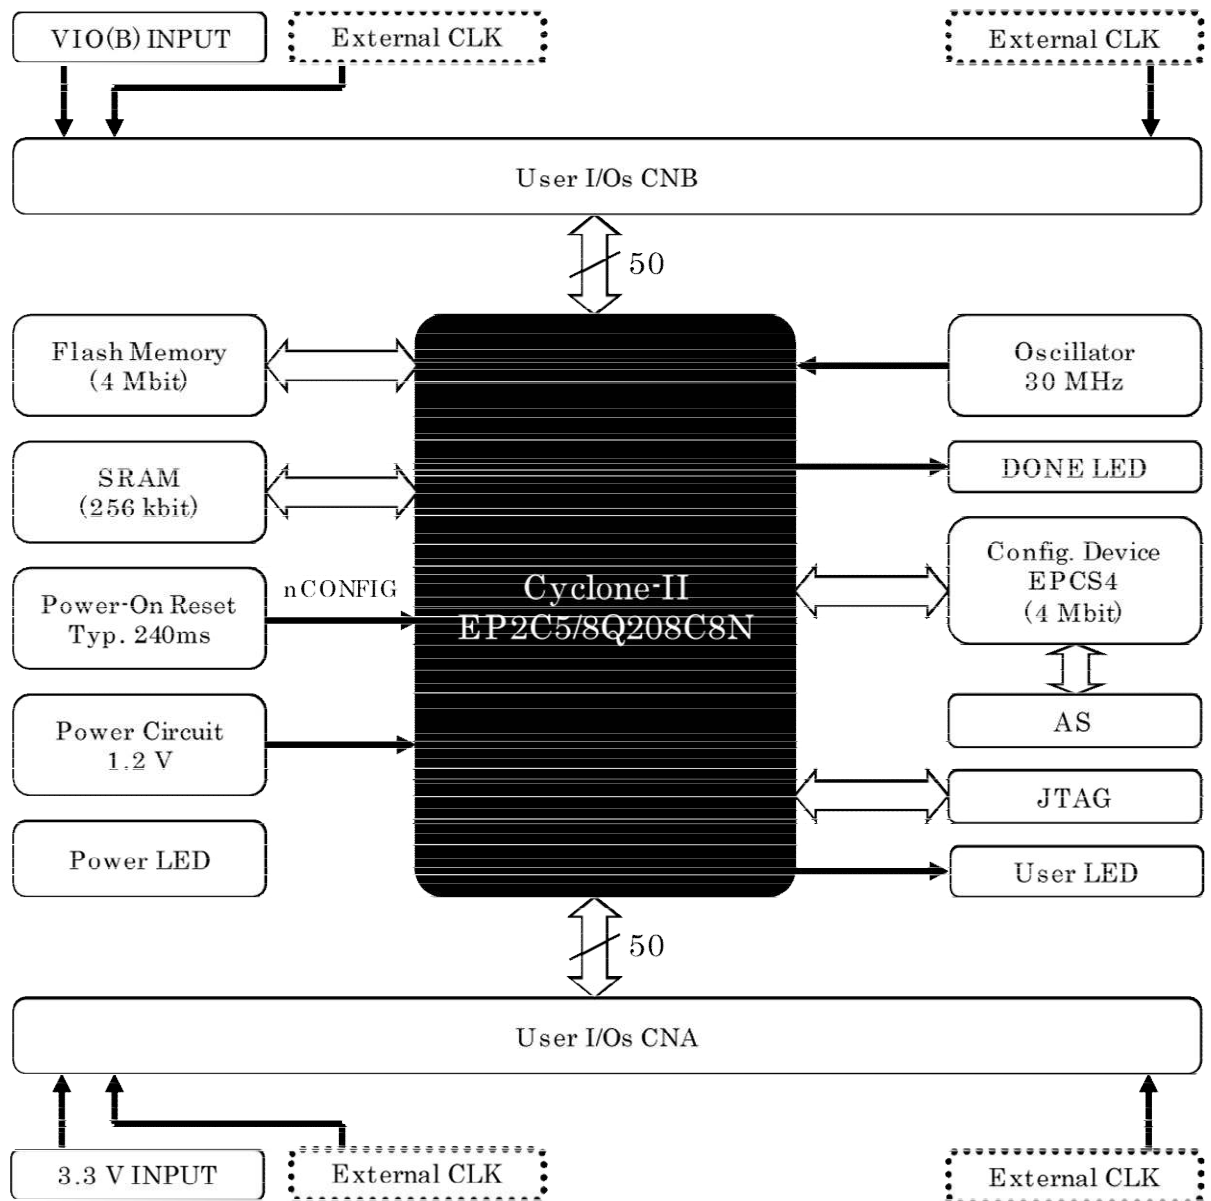 VIO(B) INPUT
External CLK
External CLK
User I/Os CNB
50
Flash Memory
(4 Mbit)
Oscillator
30 MHz
SRAM
(256 kbit)
DONE LED
Config. Device
EPCS4
(4 Mbit)
nCONFIG
Power-On Reset
Typ. 240ms
Cyclone-II
EP2C5/8Q208C8N
Power Circuit
1.2 V
AS
JTAG
Power LED
User LED
50
User I/Os CNA
3.3 V INPUT
External CLK
External CLK